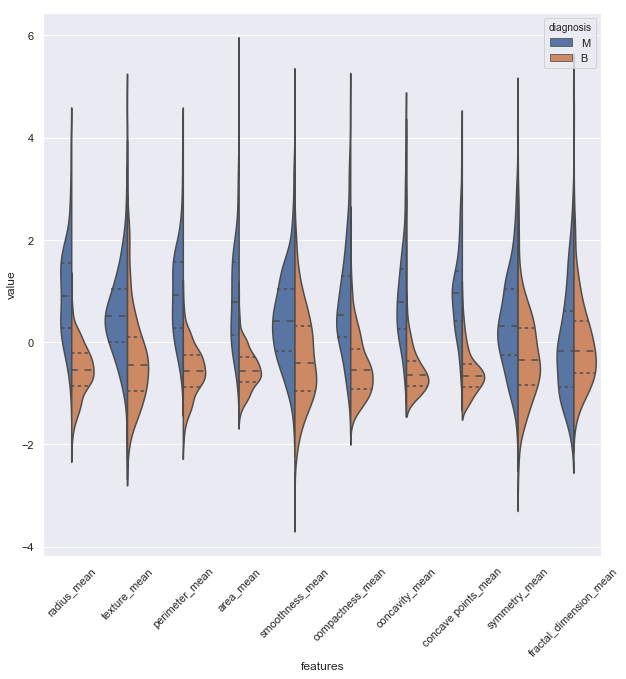 diagnosis
M
B
6
4
2
0
−2
−4
value
radius_mean
texture_mean
perimeter_mean
area_mean
smoothness_mean
compactness_mean
concavity_mean
concave points_mean
symmetry_mean
fractal_dimension_mean
features